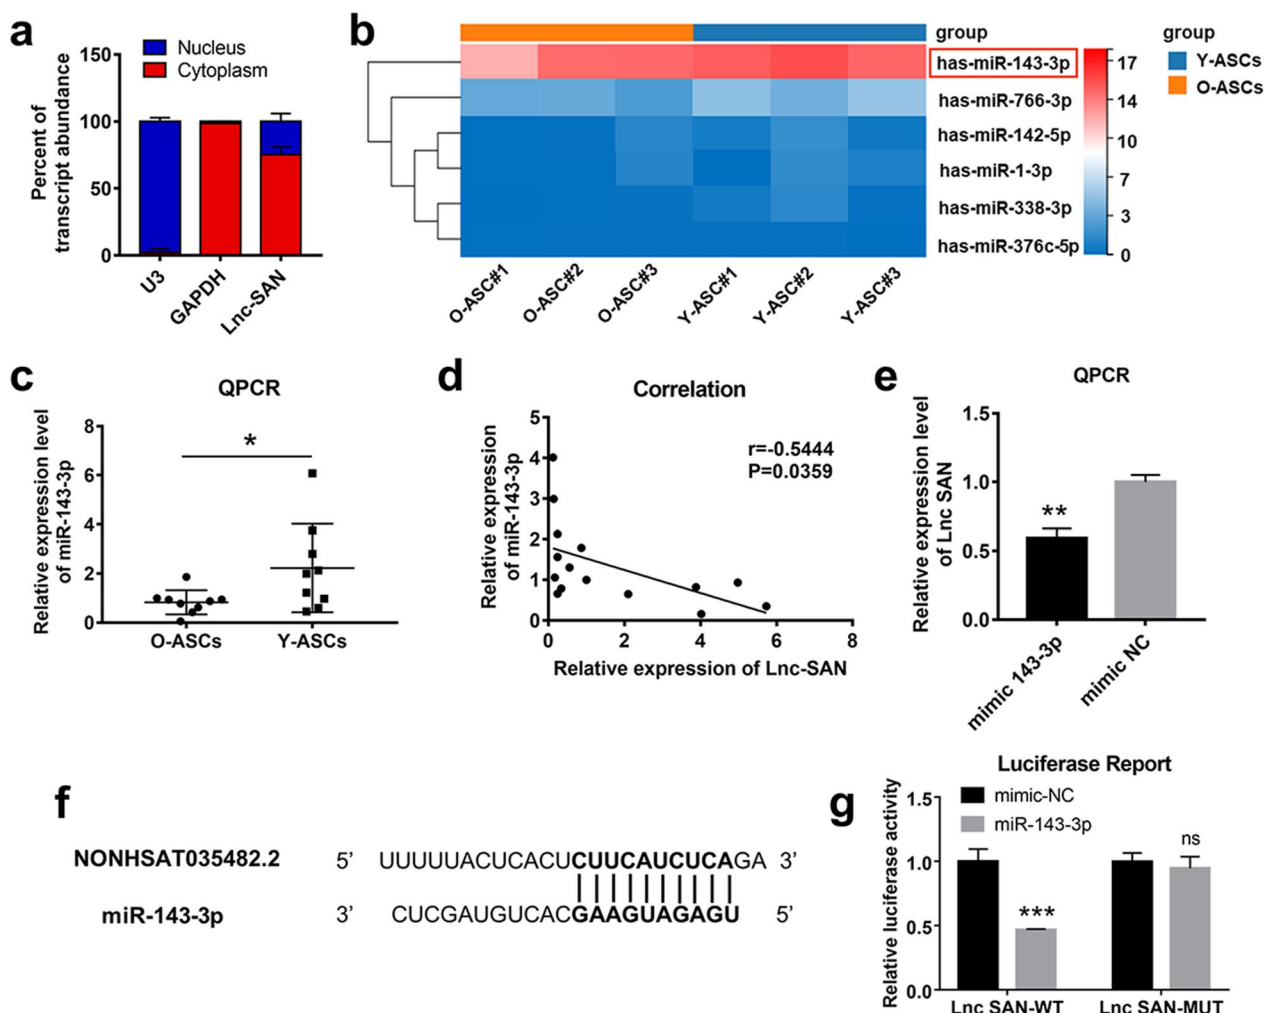 a
Nucleus
Cytoplasm
Percent of
transcript abundance
150
100
50
0
U3
GAPDH
Lnc-SAN
b
group
has-miR-143-3p
has-miR-766-3p
has-miR-142-5p
has-miR-1-3p
has-miR-338-3p
has-miR-376c-5p
17
14
10
7
3
0
group
Y-ASCs
O-ASCs
O-ASC#1
O-ASC#2
O-ASC#3
Y-ASC#1
Y-ASC#2
Y-ASC#3
c
QPCR
Relative expression level
of miR-143-3p
8
6
4
2
0
*
O-ASCs
Y-ASCs
d
Correlation
Relative expression
of miR-143-3p
5
4
3
2
1
0
r=-0.5444
P=0.0359
0 2 4 6 8
Relative expression of Lnc-SAN
e
QPCR
Relative expression level
of Lnc SAN
1.5
1.0
0.5
0.0
**
mimic 143-3p
mimic NC
f
NONHSAT035482.2 5’ UUUUUACUCACUCUUCAUCUCAGA 3’
miR-143-3p 3’ CUCGAUGUCACGAAGUAGAGU 5’
g
Luciferase Report
mimic-NC
miR-143-3p
Relative luciferase activity
1.5
1.0
0.5
0.0
***
ns
Lnc SAN-WT
Lnc SAN-MUT